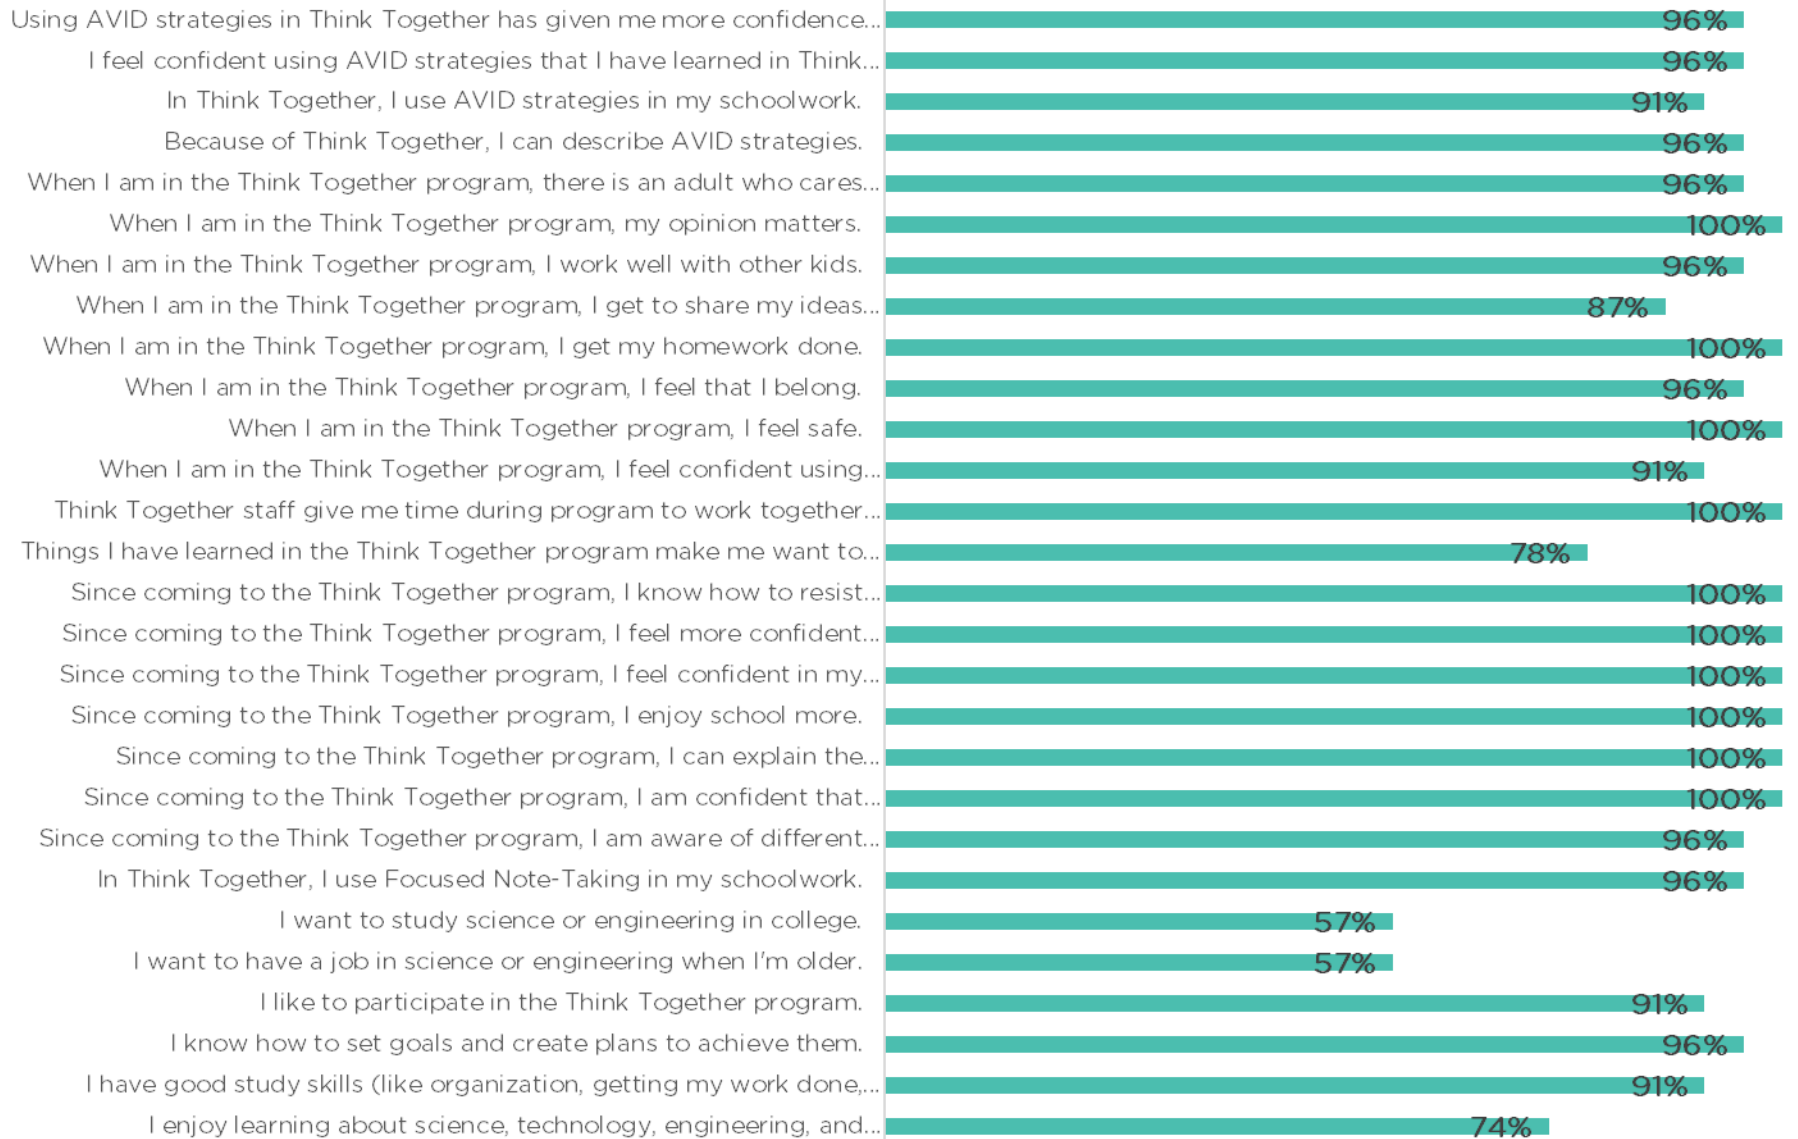 Using AVID strategies in Think Together has given me more confidence... 96%
I feel confident using AVID strategies that I have learned in Think... 96%
In Think Together, I use AVID strategies in my schoolwork. 91%
Because of Think Together, I can describe AVID strategies. 96%
When I am in the Think Together program, there is an adult who cares... 96%
When I am in the Think Together program, my opinion matters. 100%
When I am in the Think Together program, I work well with other kids. 96%
When I am in the Think Together program, I get to share my ideas... 87%
When I am in the Think Together program, I get my homework done. 100%
When I am in the Think Together program, I feel that I belong. 96%
When I am in the Think Together program, I feel safe. 100%
When I am in the Think Together program, I feel confident using... 91%
Think Together staff give me time during program to work together... 100%
Things I have learned in the Think Together program make me want to... 78%
Since coming to the Think Together program, I know how to resist... 100%
Since coming to the Think Together program, I feel more confident... 100%
Since coming to the Think Together program, I feel confident in my... 100%
Since coming to the Think Together program, I enjoy school more. 100%
Since coming to the Think Together program, I can explain the... 100%
Since coming to the Think Together program, I am confident that... 100%
Since coming to the Think Together program, I am aware of different... 96%
In Think Together, I use Focused Note-Taking in my schoolwork. 96%
I want to study science or engineering in college. 57%
I want to have a job in science or engineering when I'm older. 57%
I like to participate in the Think Together program. 91%
I know how to set goals and create plans to achieve them. 96%
I have good study skills (like organization, getting my work done,... 91%
I enjoy learning about science, technology, engineering, and... 74%